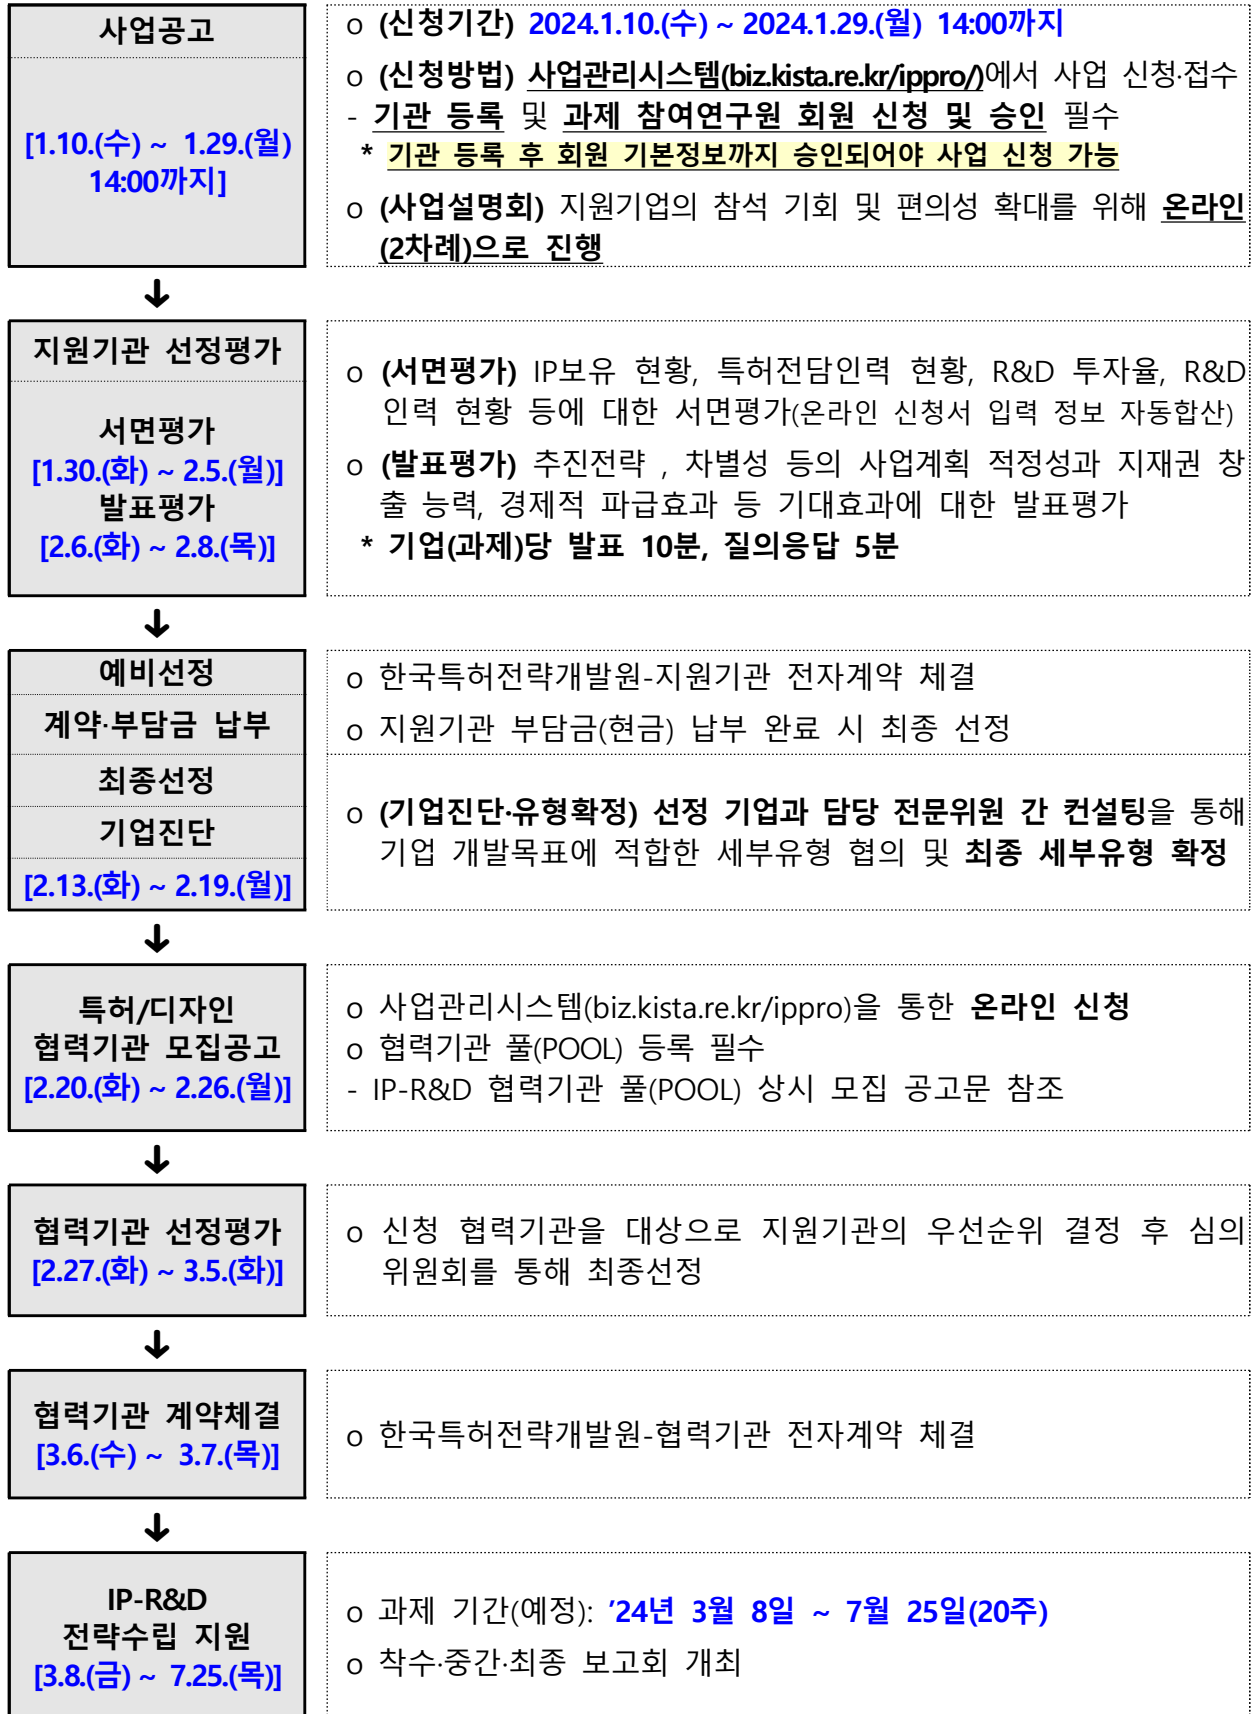 사업공고
[1.10.(수) ~ 1.29.(월)
14:00까지]
o (신청기간) 2024.1.10.(수) ~ 2024.1.29.(월) 14:00까지
o (신청방법) 사업관리시스템(biz.kista.re.kr/ippro/)에서 사업 신청·접수
- 기관 등록 및 과제 참여연구원 회원 신청 및 승인 필수
* 기관 등록 후 회원 기본정보까지 승인되어야 사업 신청 가능
o (사업설명회) 지원기업의 참석 기회 및 편의성 확대를 위해 온라인
(2차례)으로 진행
↓
지원기관 선정평가
서면평가
[1.30.(화) ~ 2.5.(월)]
발표평가
[2.6.(화) ~ 2.8.(목)]
o (서면평가) IP보유 현황, 특허전담인력 현황, R&D 투자율, R&D
인력 현황 등에 대한 서면평가(온라인 신청서 입력 정보 자동합산)
o (발표평가) 추진전략 , 차별성 등의 사업계획 적정성과 지재권 창
출 능력, 경제적 파급효과 등 기대효과에 대한 발표평가
* 기업(과제)당 발표 10분, 질의응답 5분
↓
예비선정
계약·부담금 납부
최종선정
기업진단
[2.13.(화) ~ 2.19.(월)]
o 한국특허전략개발원-지원기관 전자계약 체결
o 지원기관 부담금(현금) 납부 완료 시 최종 선정
o (기업진단·유형확정) 선정 기업과 담당 전문위원 간 컨설팅을 통해
기업 개발목표에 적합한 세부유형 협의 및 최종 세부유형 확정
↓
특허/디자인
협력기관 모집공고
[2.20.(화) ~ 2.26.(월)]
o 사업관리시스템(biz.kista.re.kr/ippro)을 통한 온라인 신청
o 협력기관 풀(POOL) 등록 필수
- IP-R&D 협력기관 풀(POOL) 상시 모집 공고문 참조
↓
협력기관 선정평가
[2.27.(화) ~ 3.5.(화)]
o 신청 협력기관을 대상으로 지원기관의 우선순위 결정 후 심의
위원회를 통해 최종선정
↓
협력기관 계약체결
[3.6.(수) ~ 3.7.(목)]
o 한국특허전략개발원-협력기관 전자계약 체결
↓
IP-R&D
전략수립 지원
[3.8.(금) ~ 7.25.(목)]
o 과제 기간(예정): ’24년 3월 8일 ~ 7월 25일(20주)
o 착수·중간·최종 보고회 개최